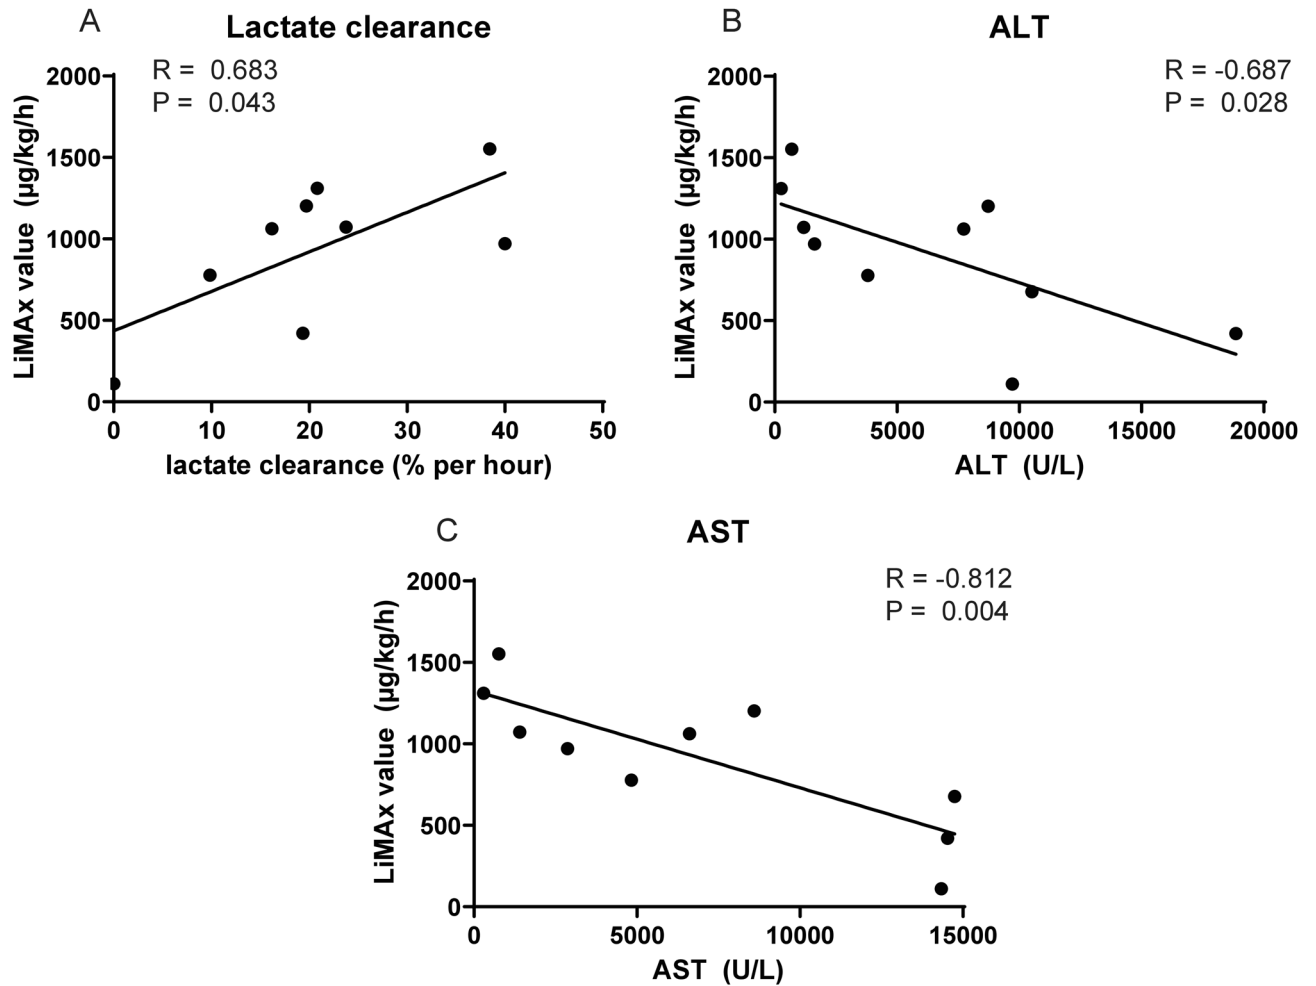 A
Lactate clearance
R = 0.683
P = 0.043
LiMAx value (µg/kg/h)
2000
1500
1000
500
0
0 10 20 30 40 50
lactate clearance (% per hour)
B
ALT
R = -0.687
P = 0.028
LiMAx value (µg/kg/h)
2000
1500
1000
500
0
0 5000 10000 15000 20000
ALT (U/L)
C
AST
R = -0.812
P = 0.004
LiMAx value (µg/kg/h)
2000
1500
1000
500
0
0 5000 10000 15000
AST (U/L)